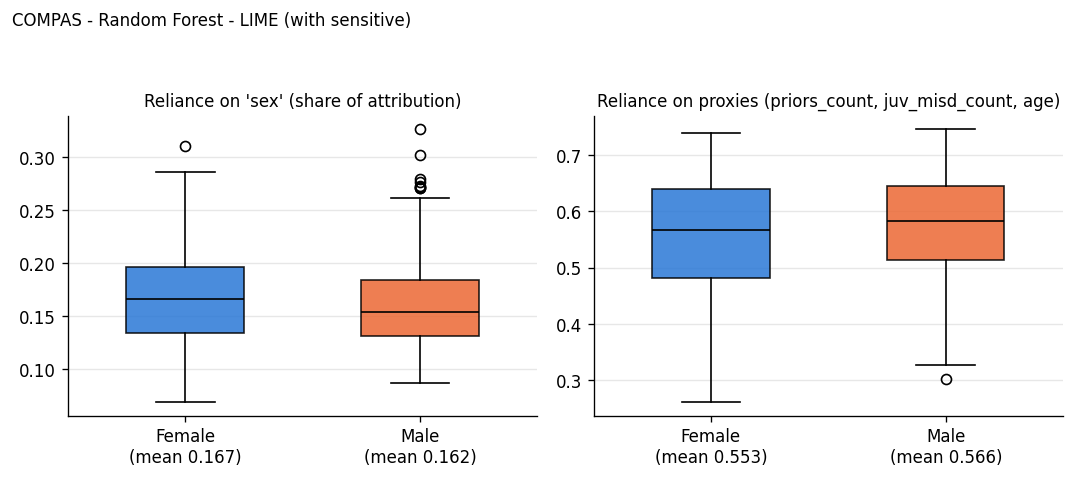 COMPAS - Random Forest - LIME (with sensitive)
Reliance on 'sex' (share of attribution)
0.30
0.25
0.20
0.15
0.10
Female
(mean 0.167)
Male
(mean 0.162)
Reliance on proxies (priors_count, juv_misd_count, age)
0.7
0.6
0.5
0.4
0.3
Female
(mean 0.553)
Male
(mean 0.566)